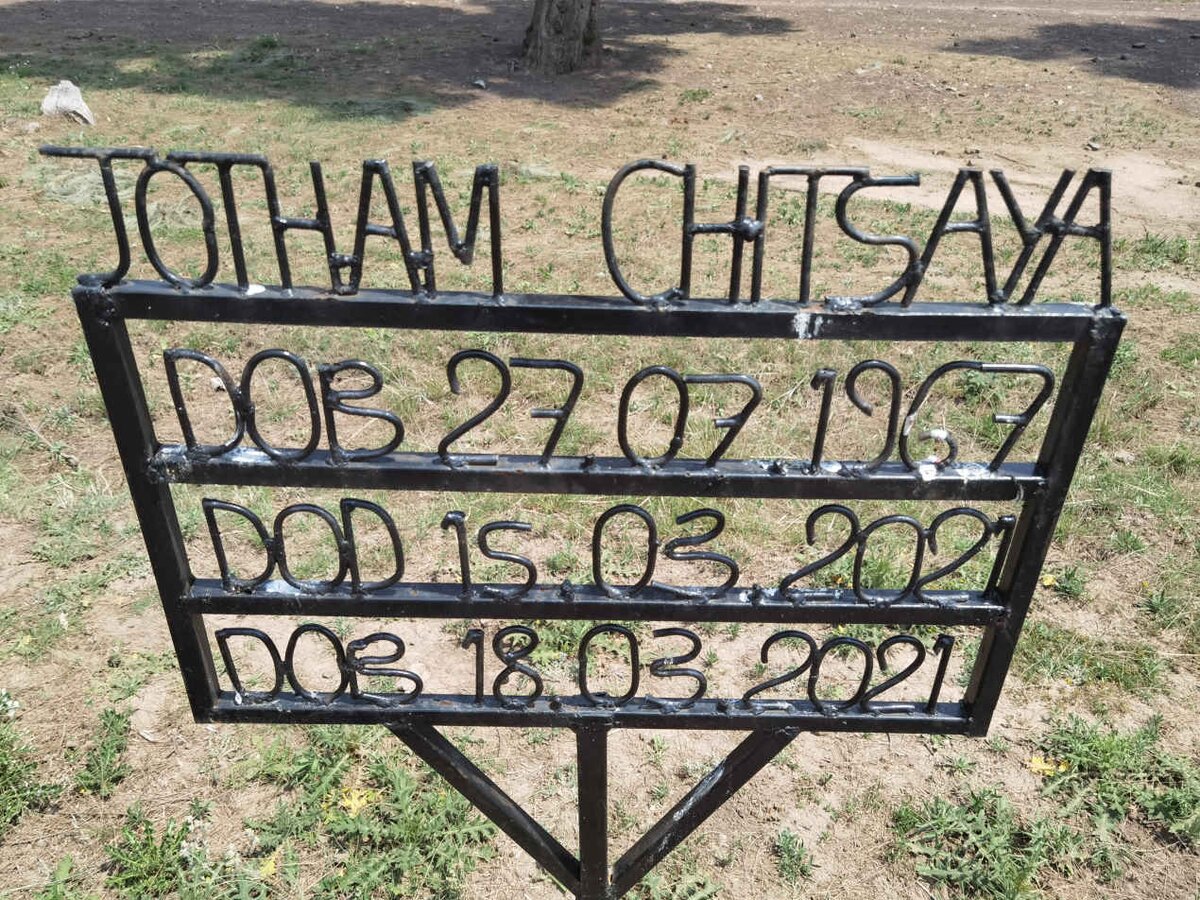 JOTHAM CHITSAYA
DOB 27.07.1967
DOD 15.03.2021
DOB 18.03.2021